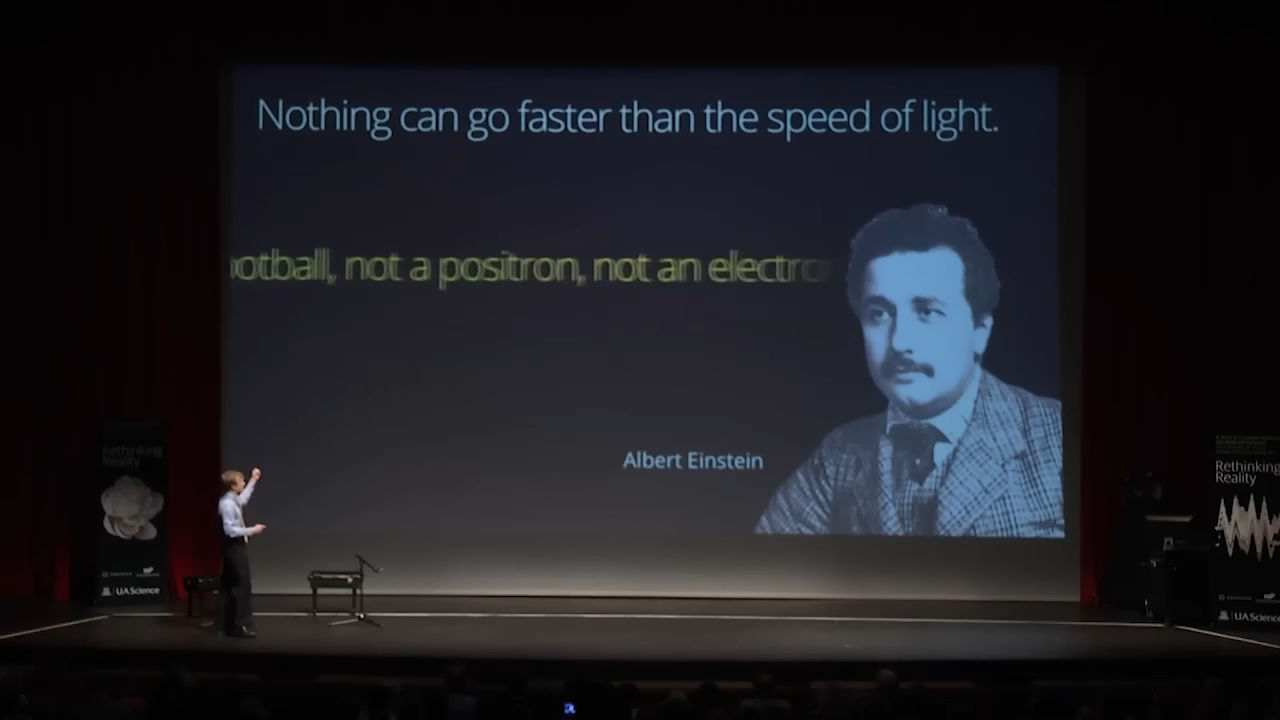 Nothing can go faster than the speed of light.
ootball, not a positron, not an electro
Albert Einstein
Rethinking
Reality
UA Science
Rethinking
Reality
UA Science